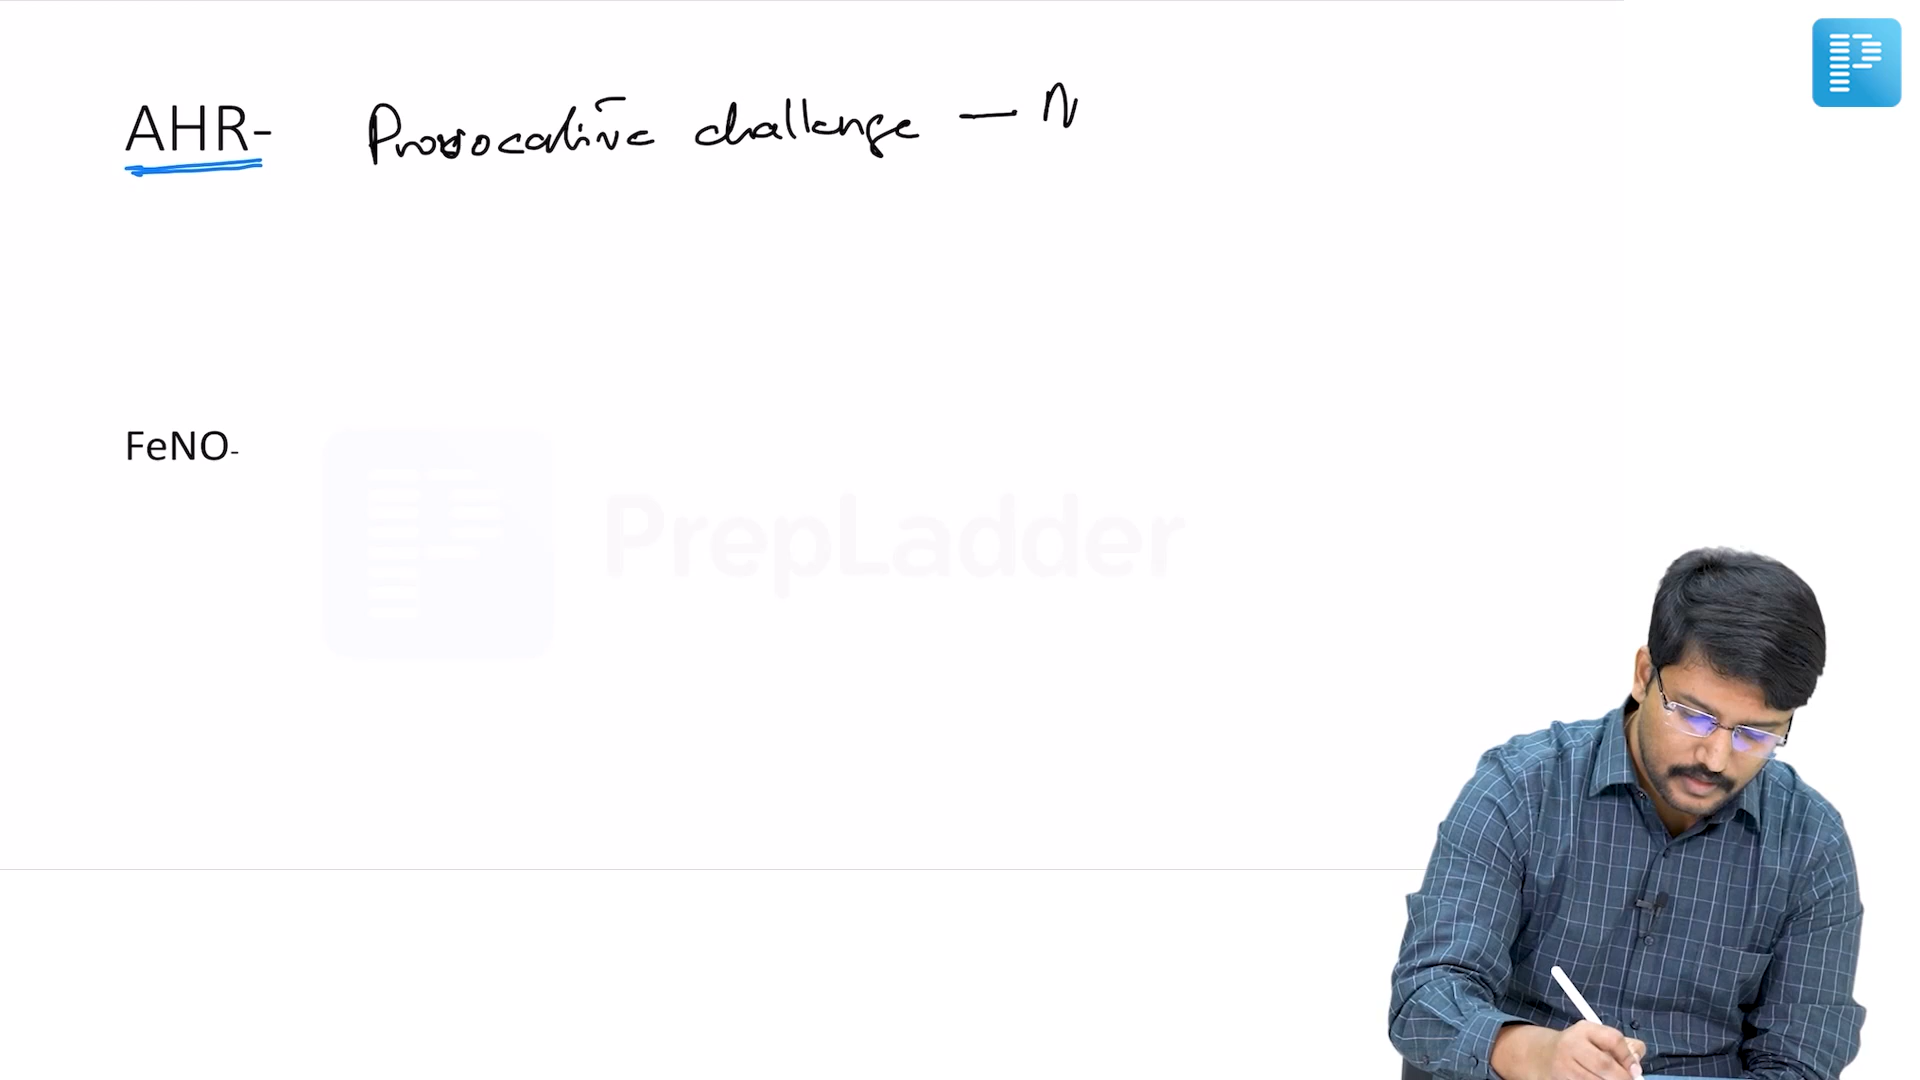 AHR- Provocative challenge — N
FeNO-
PrepLadder